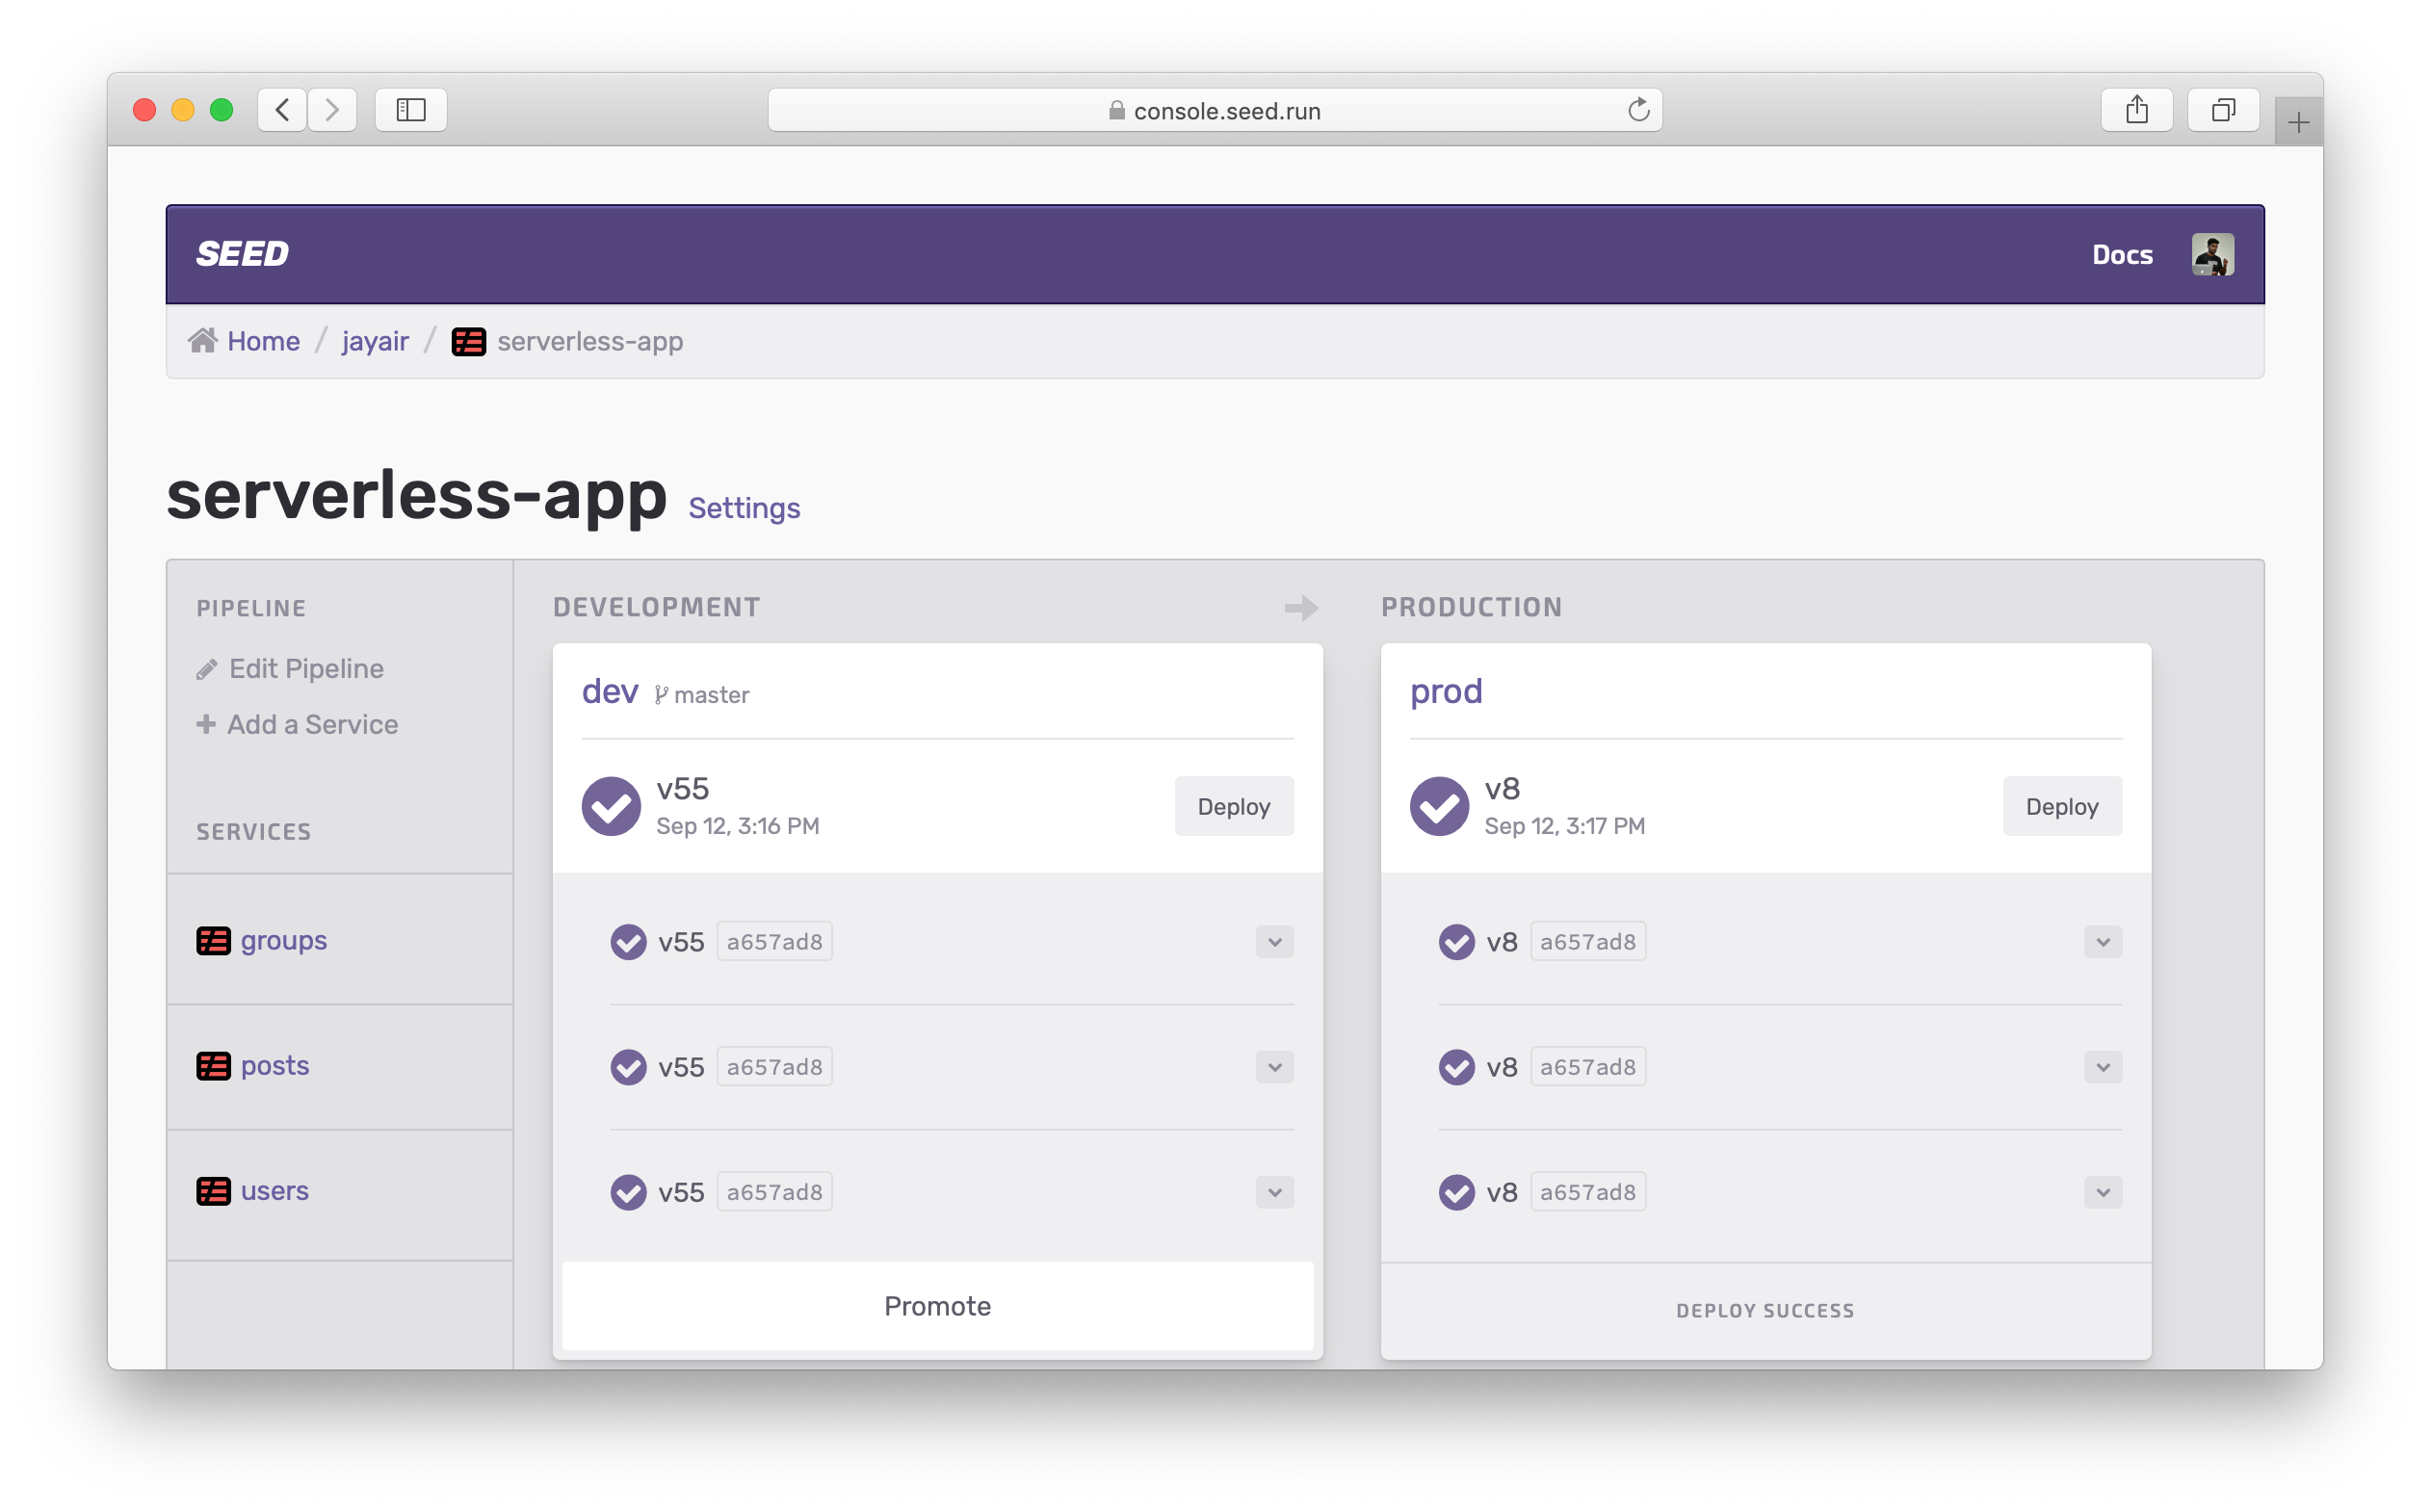 console.seed.run
SEED
Docs
Home / jayair / serverless-app
serverless-app Settings
PIPELINE
Edit Pipeline
Add a Service
SERVICES
groups
posts
users
DEVELOPMENT
dev master
v55
Sep 12, 3:16 PM
Deploy
v55 a657ad8
v55 a657ad8
v55 a657ad8
Promote
PRODUCTION
prod
v8
Sep 12, 3:17 PM
Deploy
v8 a657ad8
v8 a657ad8
v8 a657ad8
DEPLOY SUCCESS